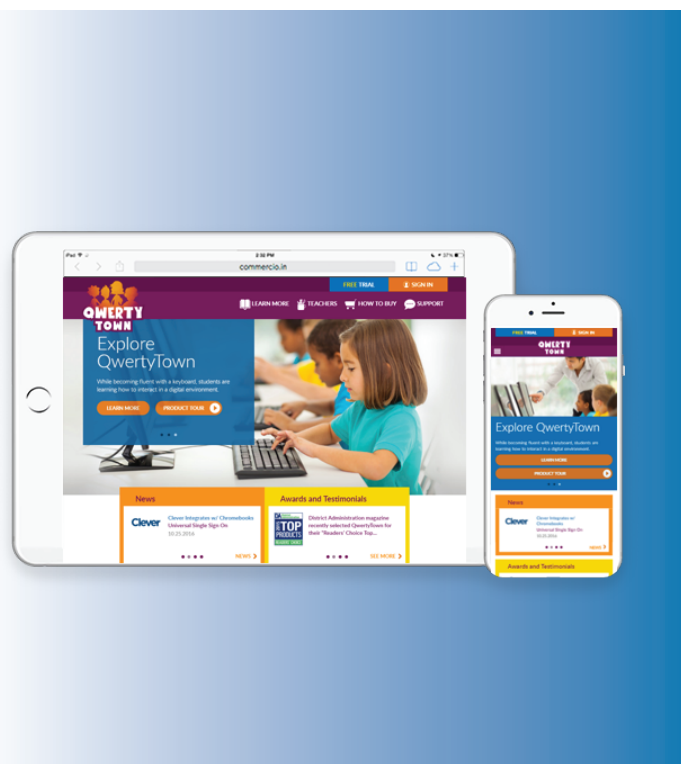 iPad
2:32 PM
37%
commercio.in
FREE TRIAL
SIGN IN
LEARN MORE
TEACHERS
HOW TO BUY
SUPPORT
QWERTY
TOWN
Explore
QwertyTown
While becoming fluent with a keyboard, students are
learning how to interact in a digital environment.
LEARN MORE
PRODUCT TOUR
News
Clever
Clever Integrates w/ Chromebooks
Universal Single Sign On
10.25.2016
NEWS >
Awards and Testimonials
TOP
PRODUCTS
District Administration magazine
recently selected QwertyTown for
their "Readers' Choice Top...
SEE MORE >
FREE TRIAL
SIGN IN
QWERTY
TOWN
Explore QwertyTown
While becoming fluent with a keyboard, students are
learning how to interact in a digital environment.
LEARN MORE
PRODUCT TOUR
News
Clever
Clever Integrates w/
Chromebooks
Universal Single Sign On
10.25.2016
NEWS >
Awards and Testimonials